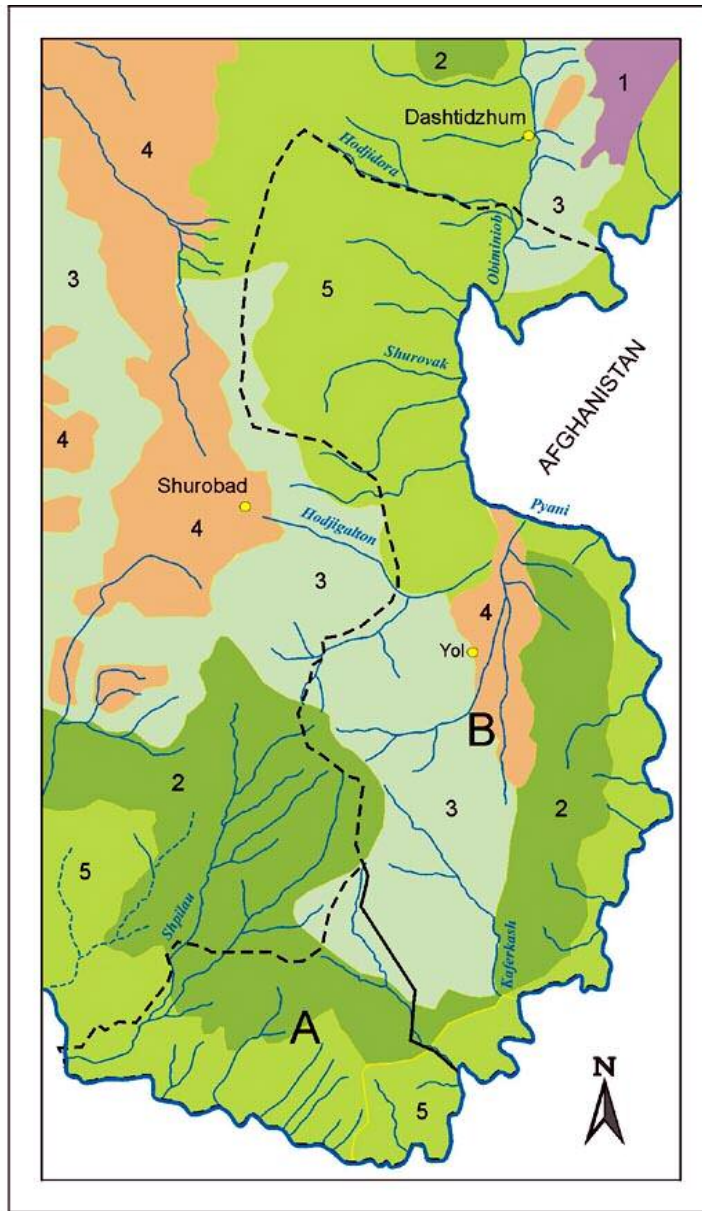 2
1
Dashtidzhum
4
Hodjidora
3
Obiminiob
3
5
Shurovak
AFGHANISTAN
4
Shurobad
4
Hodjigalton
Pyani
3
4
Yol
B
2
3
2
5
Shpilau
Kaferkash
A
N
5